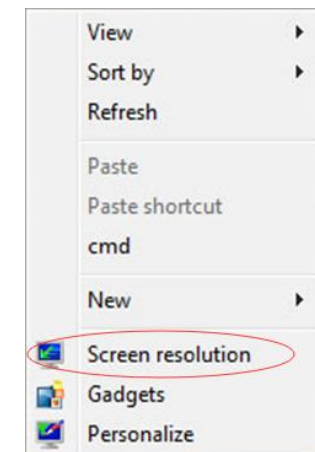 View
Sort by
Refresh
Paste
Paste shortcut
cmd
New
Screen resolution
Gadgets
Personalize